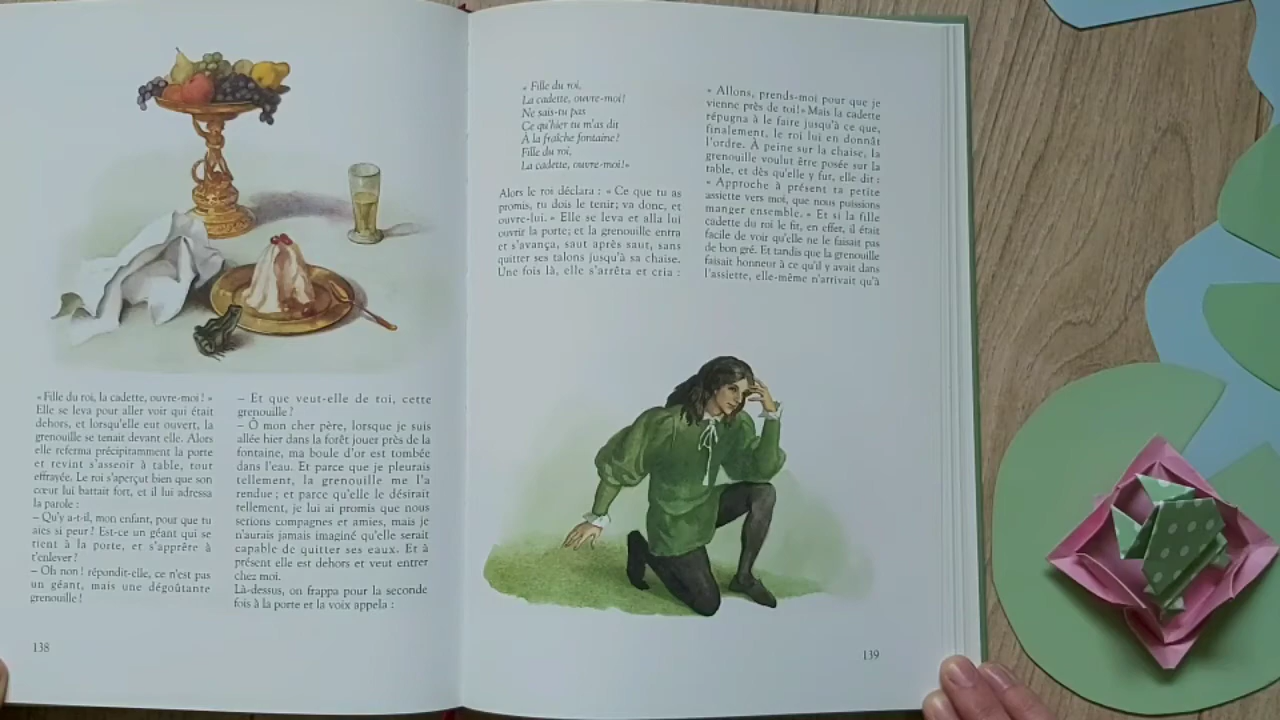 « Fille du roi, la cadette, ouvre-moi ! »
Elle se leva pour aller voir qui était
dehors, et lorsqu'elle eut ouvert, la
grenouille se tenait devant elle. Alors
elle referma précipitamment la porte
et revint s'asseoir à table, tout
effrayée. Le roi s'aperçut bien que son
cœur lui battait fort, et il lui adressa
la parole :
– Qu'y a-t-il, mon enfant, pour que tu
aies si peur ? Est-ce un géant qui se
tient à la porte, et s'apprête à
t'enlever ?
– Oh non ! répondit-elle, ce n'est pas
un géant, mais une dégoûtante
grenouille !
– Et que veut-elle de toi, cette
grenouille ?
– Ô mon cher père, lorsque je suis
allée hier dans la forêt jouer près de la
fontaine, ma boule d'or est tombée
dans l'eau. Et parce que je pleurais
tellement, la grenouille me l'a
rendue ; et parce qu'elle le désirait
tellement, je lui ai promis que nous
serions compagnes et amies, mais je
n'aurais jamais imaginé qu'elle serait
capable de quitter ses eaux. Et à
présent elle est dehors et veut entrer
chez moi.
Là-dessus, on frappa pour la seconde
fois à la porte et la voix appela :
138
« Fille du roi,
La cadette, ouvre-moi !
Ne sais-tu pas
Ce qu'hier tu m'as dit
À la fraîche fontaine ?
Fille du roi,
La cadette, ouvre-moi ! »
Alors le roi déclara : « Ce que tu as
promis, tu dois le tenir ; va donc, et
ouvre-lui. » Elle se leva et alla lui
ouvrir la porte ; et la grenouille entra
et s'avança, saut après saut, sans
quitter ses talons jusqu'à sa chaise.
Une fois là, elle s'arrêta et cria :
« Allons, prends-moi pour que je
vienne près de toi ! » Mais la cadette
répugna à le faire jusqu'à ce que,
finalement, le roi lui en donnât
l'ordre. À peine sur la chaise, la
grenouille voulut être posée sur la
table, et dès qu'elle y fut, elle dit :
« Approche à présent ta petite
assiette vers moi, que nous puissions
manger ensemble. » Et si la fille
cadette du roi le fit, en effet, il était
facile de voir qu'elle ne le faisait pas
de bon gré. Et tandis que la grenouille
faisait honneur à ce qu'il y avait dans
l'assiette, elle-même n'arrivait qu'à
139